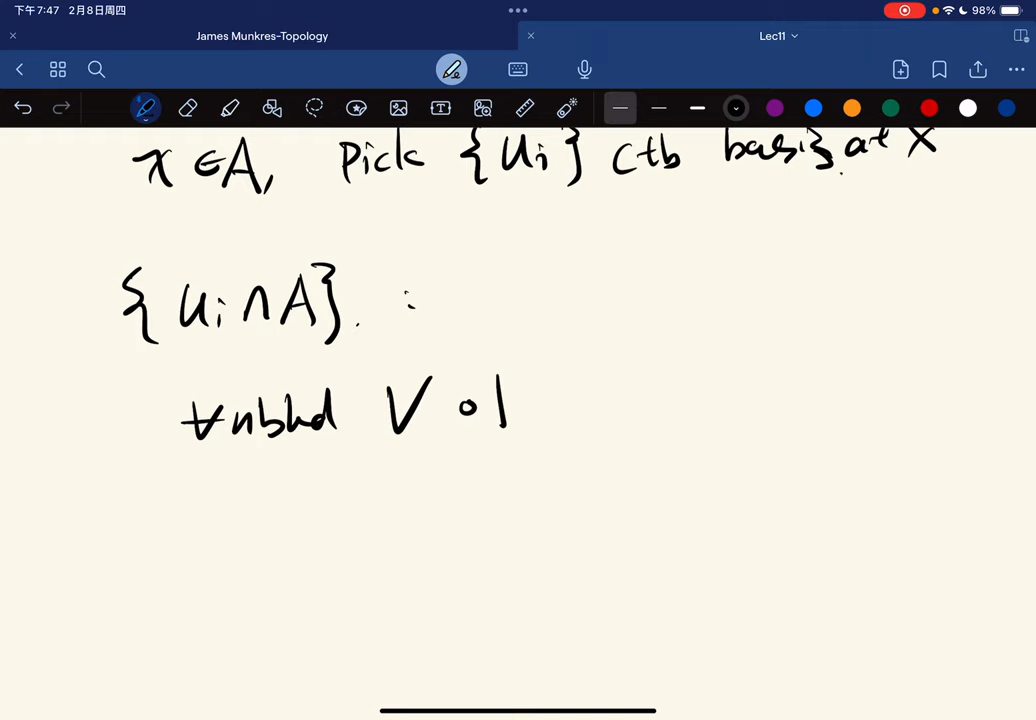 下午7:47 2月8日周四 98%
James Munkres-Topology Lec11
x ∈ A, Pick {Ui} ctb basis at x
{Ui ∩ A}. :
∀ nbhd V o